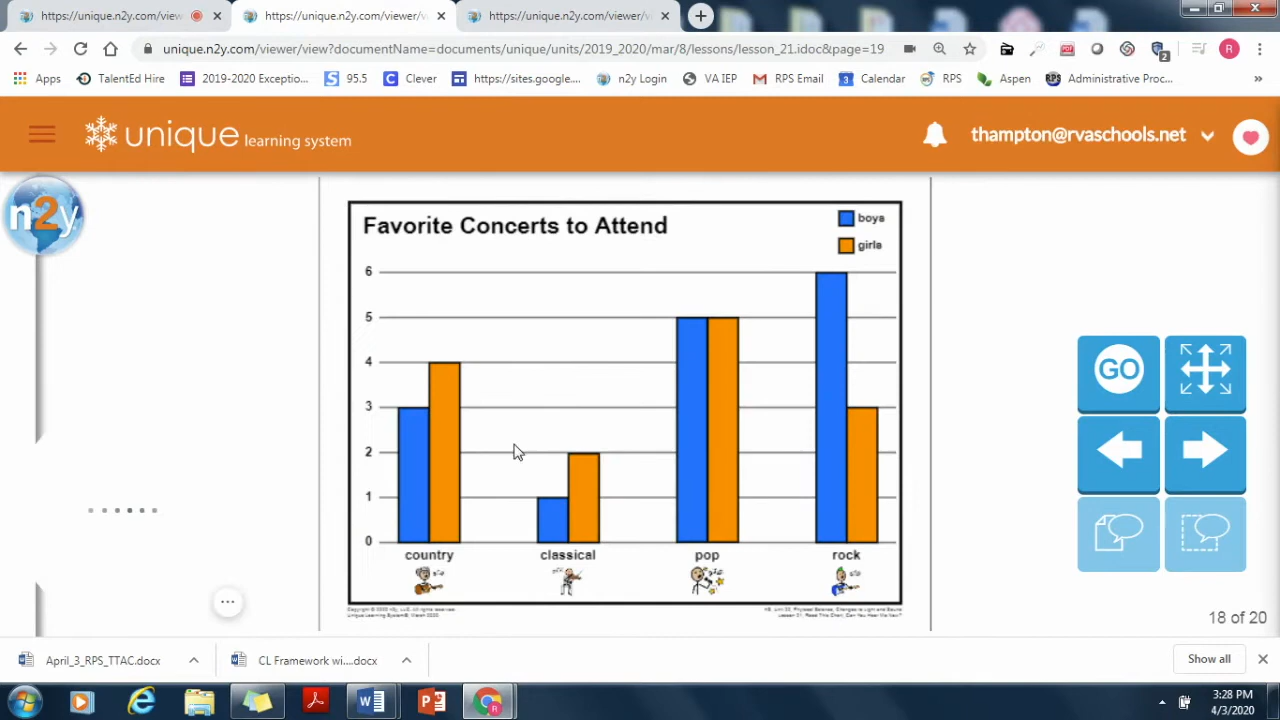 https://unique.n2y.com/viewer/view
https://unique.n2y.com/viewer/v
https://unique.n2y.com/viewer/v
unique.n2y.com/viewer/view?documentName=documents/unique/units/2019_2020/mar/8/lessons/lesson_21.idoc&page=19
2
R
Apps
TalentEd Hire
2019-2020 Exceptio...
95.5
Clever
https://sites.google....
n2y Login
VA IEP
RPS Email
Calendar
RPS
Aspen
Administrative Proc...
unique learning system
thampton@rvaschools.net
n2y
Favorite Concerts to Attend
boys
girls
6
5
4
3
2
1
0
country
classical
pop
rock
GO
18 of 20
April_3_RPS_TTAC.docx
CL Framework wi....docx
Show all
3:28 PM
4/3/2020